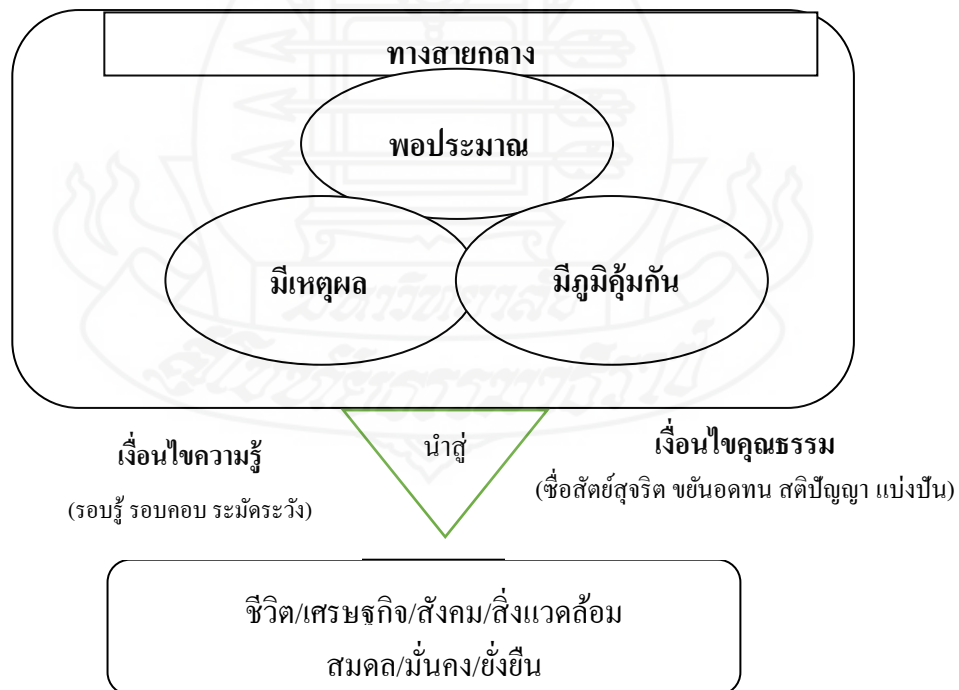 ทางสายกลาง
พอประมาณ
มีเหตุผล
มีภูมิคุ้มกัน
นำสู่
เงื่อนไขความรู้
(รอบรู้ รอบคอบ ระมัดระวัง)
เงื่อนไขคุณธรรม
(ซื่อสัตย์สุจริต ขยันอดทน สติปัญญา แบ่งปัน)
ชีวิต/เศรษฐกิจ/สังคม/สิ่งแวดล้อม
สมดล/มั่นคง/ยั่งยืน